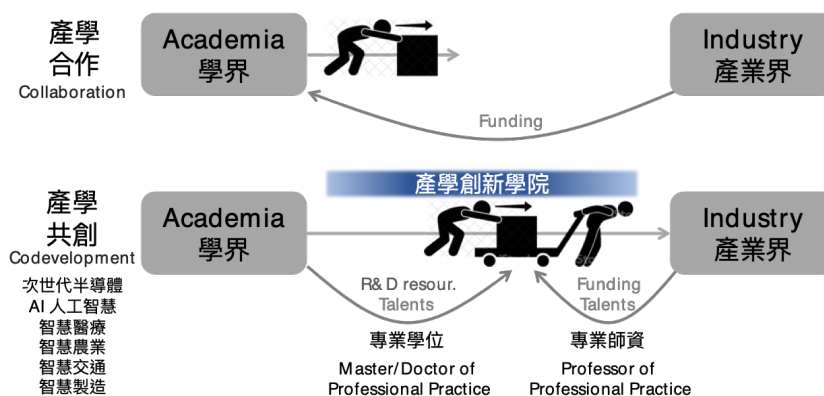 產學
合作
Collaboration
Academia
學界
Industry
產業界
Funding
產學創新學院
產學
共創
Codevelopment
次世代半導體
AI 人工智慧
智慧醫療
智慧農業
智慧交通
智慧製造
Academia
學界
Industry
產業界
R&D resour.
Talents
Funding
Talents
專業學位
Master/Doctor of
Professional Practice
專業師資
Professor of
Professional Practice